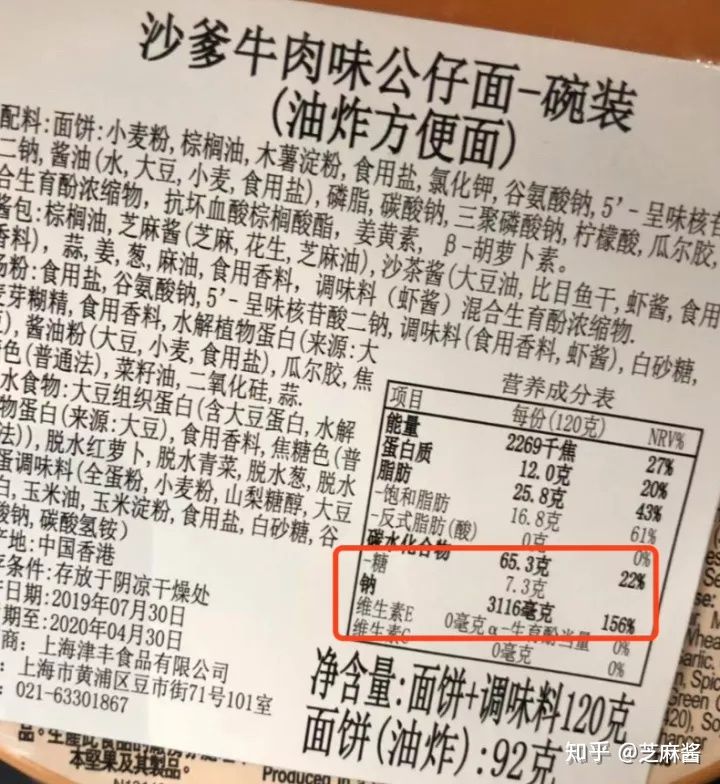 沙爹牛肉味公仔面-碗装
(油炸方便面)
配料:面饼:小麦粉,棕榈油,木薯淀粉,食用盐,氯化钾,谷氨酸钠,5'-呈味核苷
二钠,酱油(水,大豆,小麦,食用盐),磷脂,碳酸钠,三聚磷酸钠,柠檬酸,瓜尔胶,
合生育酚浓缩物,抗坏血酸棕榈酸酯,姜黄素,β-胡萝卜素。
酱包:棕榈油,芝麻酱(芝麻,花生,芝麻油),沙茶酱(大豆油,比目鱼干,虾酱,食用
香料),蒜,姜,葱,麻油,食用香料,调味料(虾酱)混合生育酚浓缩物.
汤粉:食用盐,谷氨酸钠,5'-呈味核苷酸二钠,调味料(食用香料,虾酱),白砂糖,
麦芽糊精,食用香料,水解植物蛋白(来源:大
豆),酱油粉(大豆,小麦,食用盐),瓜尔胶,焦
糖色(普通法),菜籽油,二氧化硅,蒜.
水食物:大豆组织蛋白(含大豆蛋白,水解
物蛋白(来源:大豆),食用香料,焦糖色(普
法)),脱水红萝卜,脱水青菜,脱水葱,脱水
蛋调味料(全蛋粉,小麦粉,山梨糖醇,大豆
白,玉米油,玉米淀粉,食用盐,白砂糖,谷
酸钠,碳酸氢铵)
产地:中国香港
存条件:存放于阴凉干燥处
日期:2019年07月30日
期至:2020年04月30日
商:上海津丰食品有限公司
:上海市黄浦区豆市街71号101室
:021-63301867
营养成分表
项目 每份(120克) NRV%
能量 2269千焦 27%
蛋白质 12.0克 20%
脂肪 25.8克 43%
-饱和脂肪 16.8克 61%
-反式脂肪(酸) 0克 0%
碳水化合物 65.3克 22%
-糖 7.3克
钠 3116毫克 156%
维生素E 0毫克α-生育酚当量 0%
维生素C 0毫克 0%
净含量:面饼+调味料120克
面饼(油炸):92克
本坚果及其製品。
Produced in a
知乎 @芝麻酱